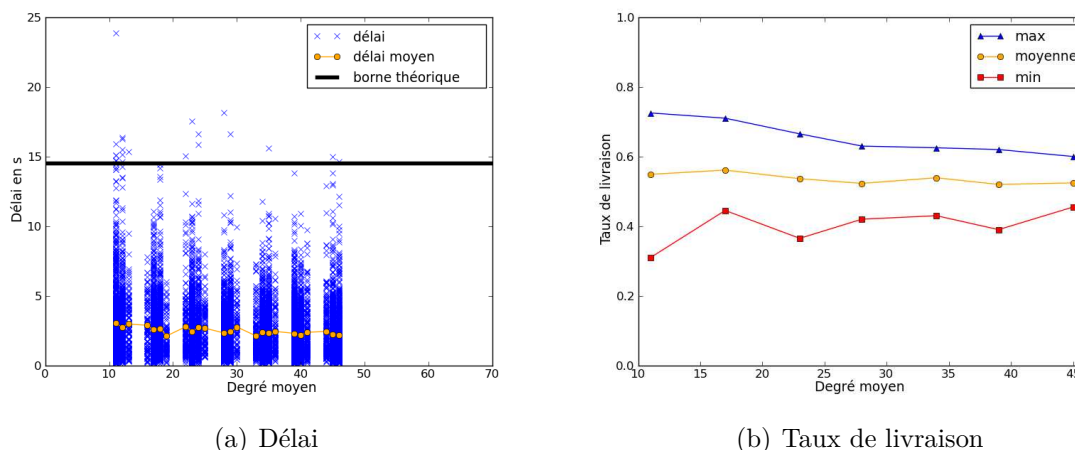 25
20
15
10
5
0
Délai en s
délai
délai moyen
borne théorique
0 10 20 30 40 50 60 70
Degré moyen
(a) Délai
1.0
0.8
0.6
0.4
0.2
0.0
Taux de livraison
max
moyenne
min
10 15 20 25 30 35 40 45
Degré moyen
(b) Taux de livraison